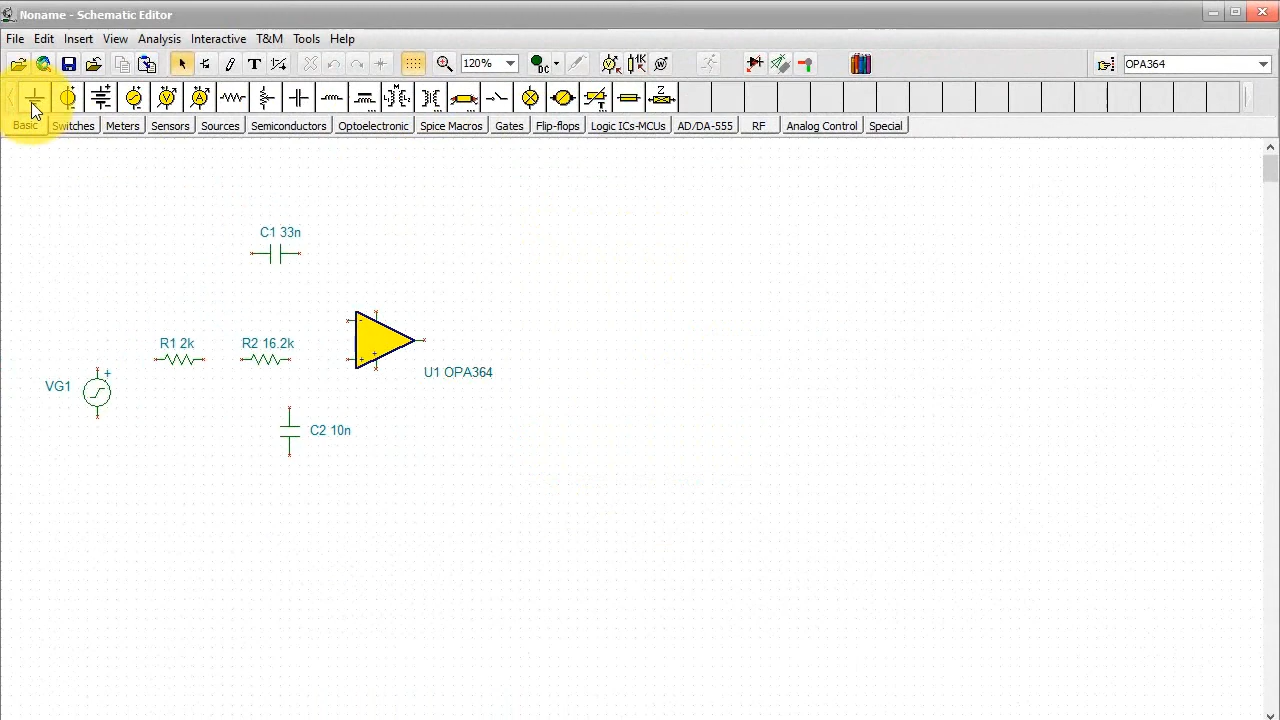 Noname - Schematic Editor
File Edit Insert View Analysis Interactive T&M Tools Help
T DC 120% OPA364
Basic Switches Meters Sensors Sources Semiconductors Optoelectronic Spice Macros Gates Flip-flops Logic ICs-MCUs AD/DA-555 RF Analog Control Special
C1 33n
R1 2k R2 16.2k
U1 OPA364
VG1
C2 10n